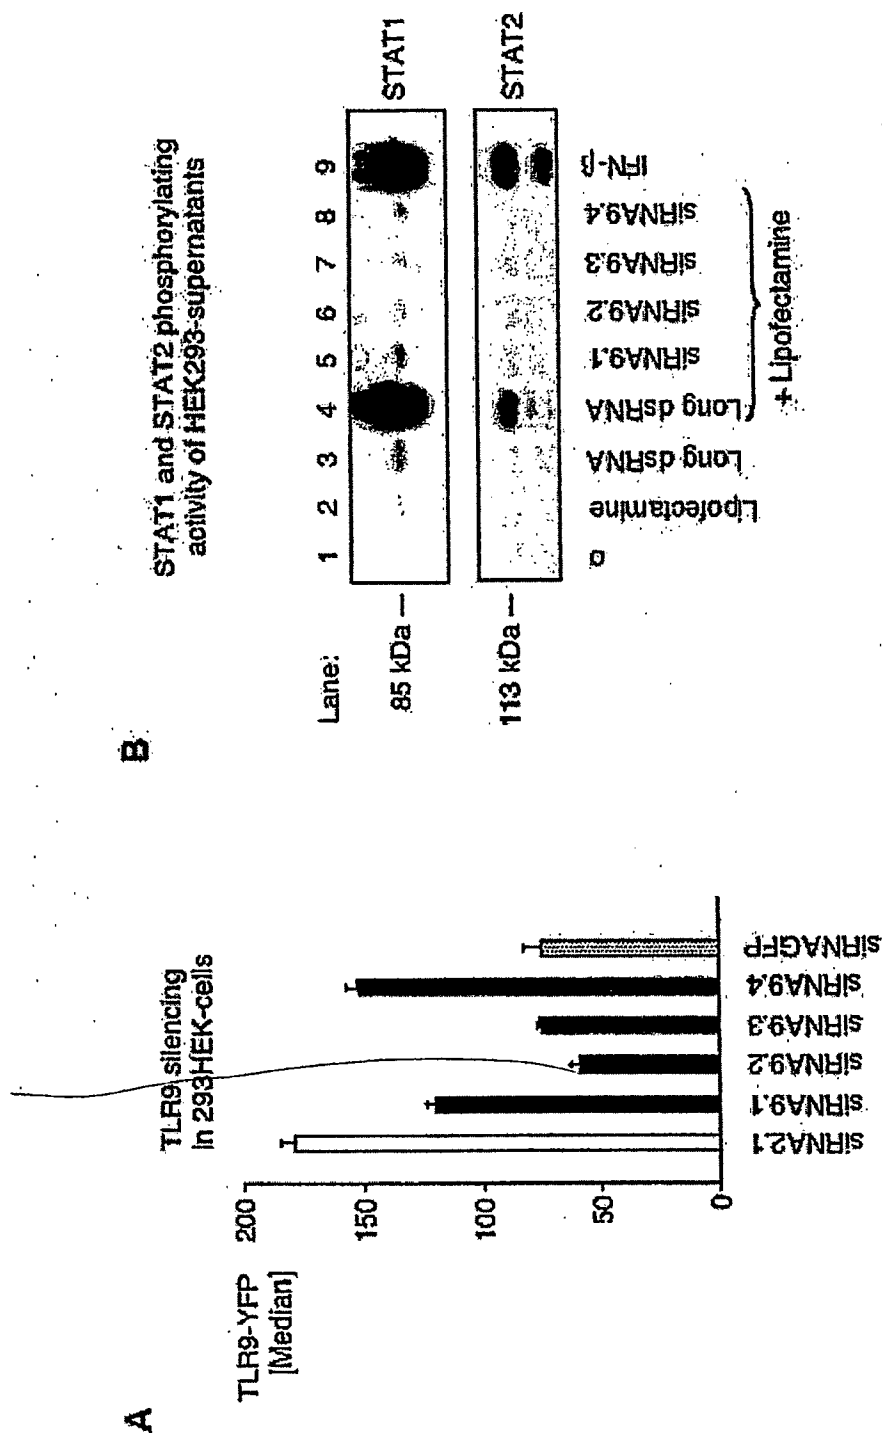 A
TLR9 silencing
in 293HEK-cells
TLR9-YFP
[Median]
200
150
100
50
0
siRNA2.1
siRNA9.1
siRNA9.2
siRNA9.3
siRNA9.4
siRNAGFP
B
STAT1 and STAT2 phosphorylating
activity of HEK293-supernatants
Lane: 1 2 3 4 5 6 7 8 9
85 kDa — STAT1
113 kDa — STAT2
α
Lipofectamine
Long dsRNA
Long dsRNA
siRNA9.1
siRNA9.2
siRNA9.3
siRNA9.4
IFN-β
+ Lipofectamine